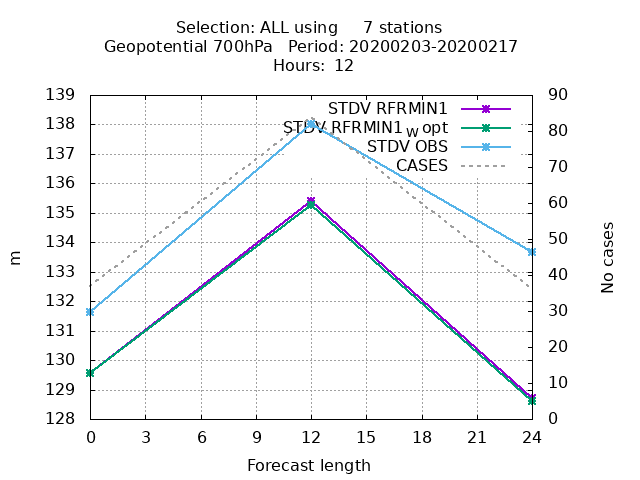 Selection: ALL using     7 stations
Geopotential 700hPa   Period: 20200203-20200217
Hours:  12
STDV RFRMIN1
STDV RFRMIN1_w opt
STDV OBS
CASES
139
138
137
136
135
134
133
132
131
130
129
128
m
90
80
70
60
50
40
30
20
10
0
No cases
0 3 6 9 12 15 18 21 24
Forecast length